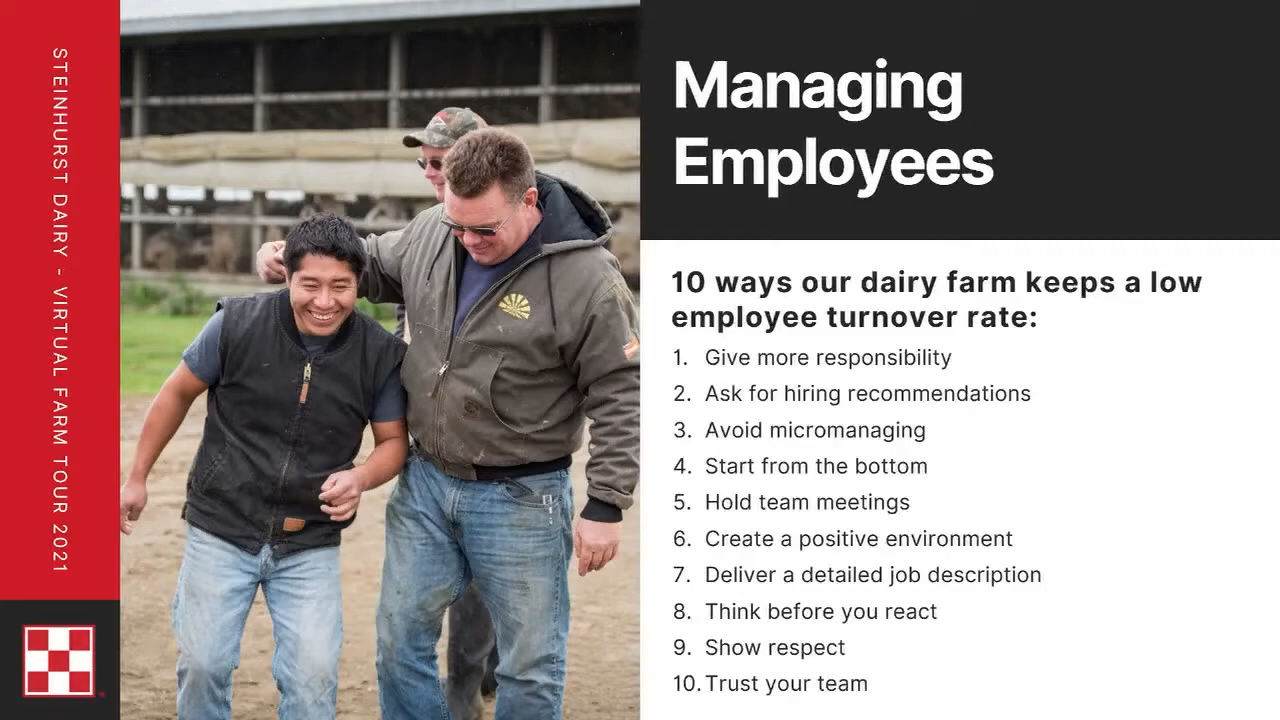 STEINHURST DAIRY - VIRTUAL FARM TOUR 2021
Managing
Employees
10 ways our dairy farm keeps a low
employee turnover rate:
1. Give more responsibility
2. Ask for hiring recommendations
3. Avoid micromanaging
4. Start from the bottom
5. Hold team meetings
6. Create a positive environment
7. Deliver a detailed job description
8. Think before you react
9. Show respect
10. Trust your team